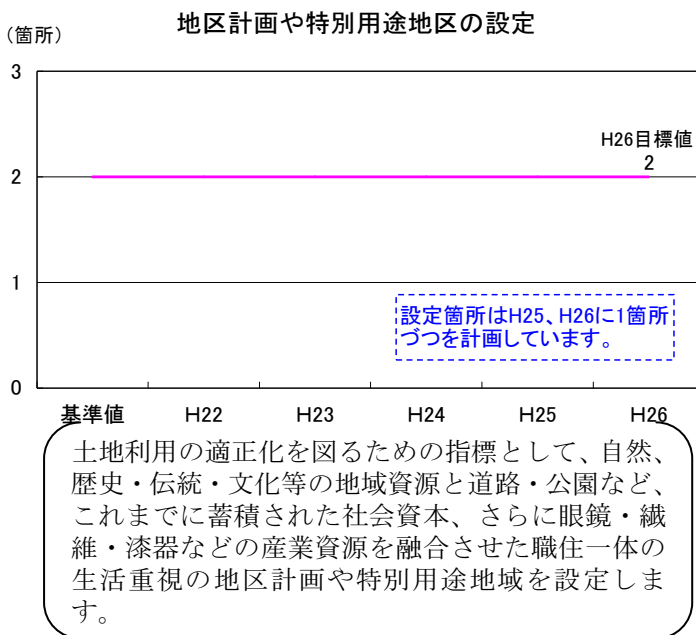 地区計画や特別用途地区の設定
（箇所）
3
H26目標値
2
2
1
設定箇所はH25、H26に1箇所
づつを計画しています。
0
基準値 H22 H23 H24 H25 H26
土地利用の適正化を図るための指標として、自然、
歴史・伝統・文化等の地域資源と道路・公園など、
これまでに蓄積された社会資本、さらに眼鏡・繊
維・漆器などの産業資源を融合させた職住一体の
生活重視の地区計画や特別用途地域を設定しま
す。